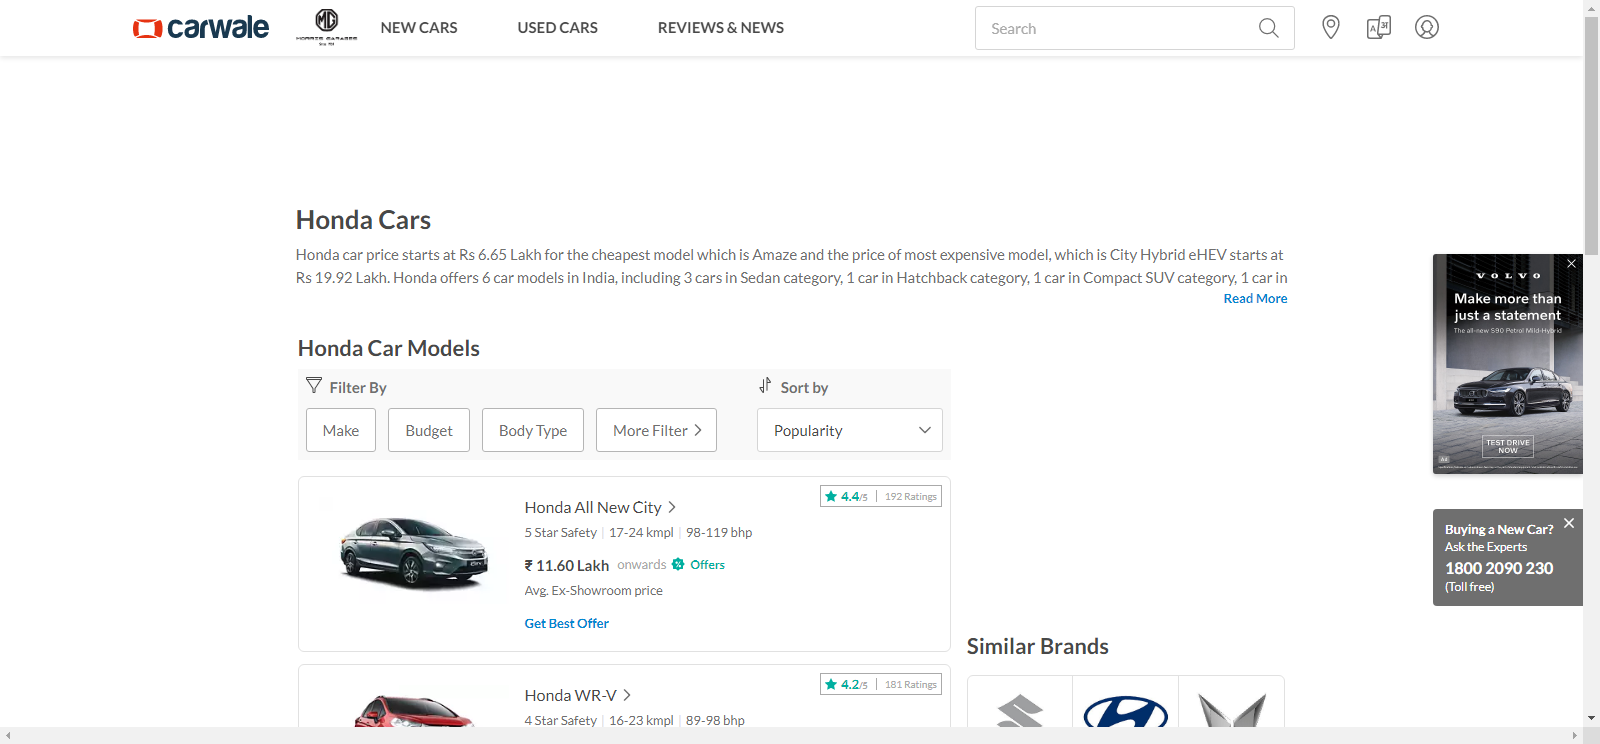 carwale
MG
MORRIS GARAGES
Since 1924
NEW CARS
USED CARS
REVIEWS & NEWS
Search
Honda Cars
Honda car price starts at Rs 6.65 Lakh for the cheapest model which is Amaze and the price of most expensive model, which is City Hybrid eHEV starts at
Rs 19.92 Lakh. Honda offers 6 car models in India, including 3 cars in Sedan category, 1 car in Hatchback category, 1 car in Compact SUV category, 1 car in
Read More
Honda Car Models
Filter By
Sort by
Make
Budget
Body Type
More Filter
Popularity
4.4/5 | 192 Ratings
Honda All New City
5 Star Safety | 17-24 kmpl | 98-119 bhp
₹ 11.60 Lakh onwards Offers
Avg. Ex-Showroom price
Get Best Offer
4.2/5 | 181 Ratings
Honda WR-V
4 Star Safety | 16-23 kmpl | 89-98 bhp
Similar Brands
VOLVO
Make more than
just a statement
The all-new S90 Petrol Mild-Hybrid
TEST DRIVE
NOW
Ad
Buying a New Car?
Ask the Experts
1800 2090 230
(Toll free)